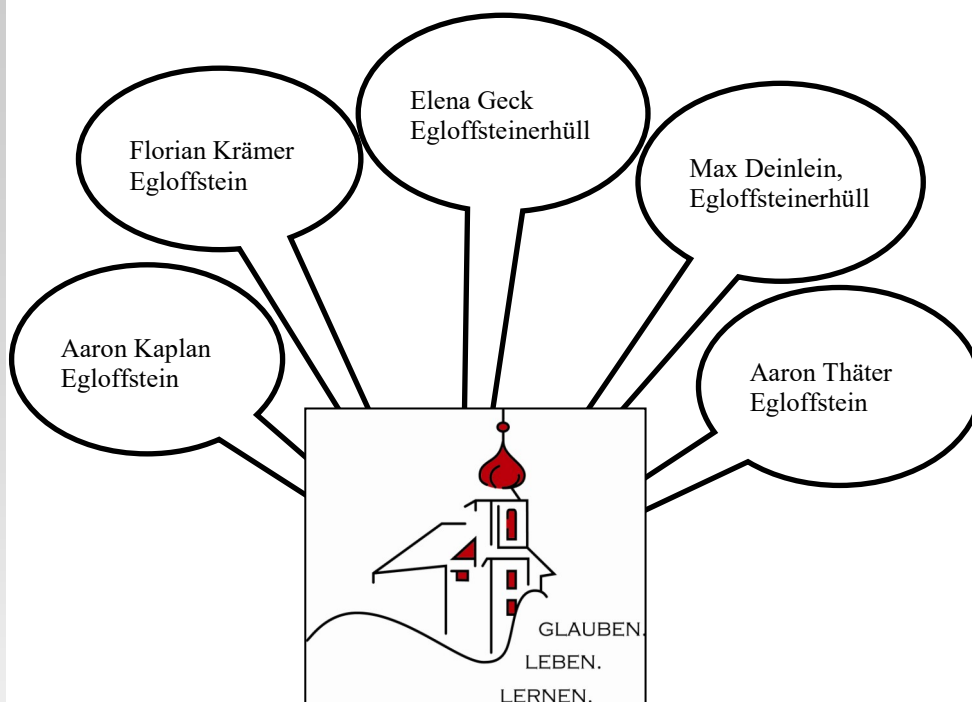 Elena Geck
Egloffsteinerhüll
Florian Krämer
Egloffstein
Max Deinlein,
Egloffsteinerhüll
Aaron Kaplan
Egloffstein
Aaron Thäter
Egloffstein
GLAUBEN.
LEBEN.
LERNEN.